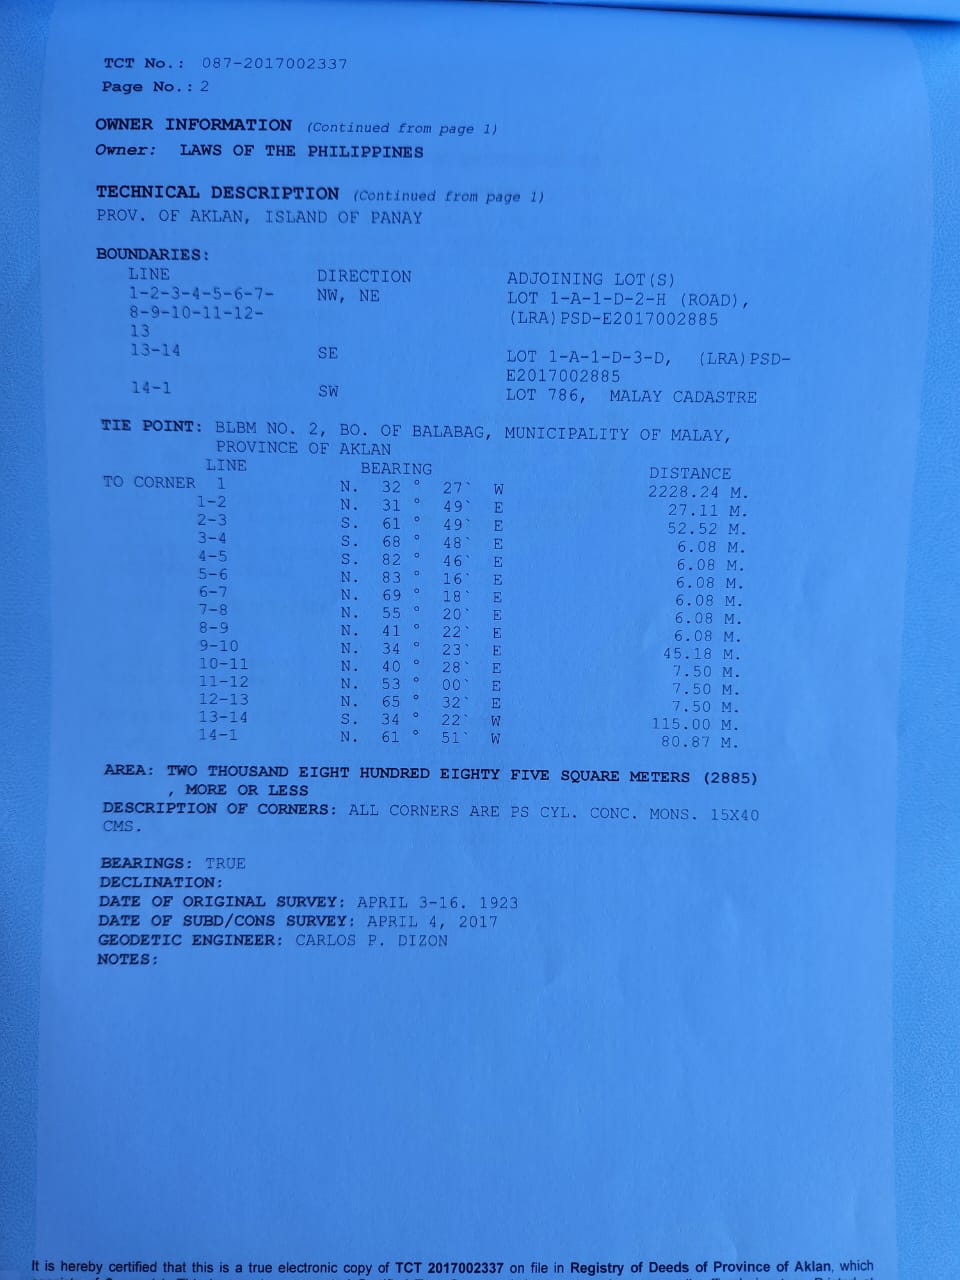 TCT No.: 087-2017002337
Page No.: 2
OWNER INFORMATION (Continued from page 1)
Owner: LAWS OF THE PHILIPPINES
TECHNICAL DESCRIPTION (Continued from page 1)
PROV. OF AKLAN, ISLAND OF PANAY
BOUNDARIES:
LINE DIRECTION ADJOINING LOT(S)
1-2-3-4-5-6-7- NW, NE LOT 1-A-1-D-2-H (ROAD),
8-9-10-11-12- (LRA)PSD-E2017002885
13
13-14 SE LOT 1-A-1-D-3-D, (LRA)PSD-
E2017002885
14-1 SW LOT 786, MALAY CADASTRE
TIE POINT: BLBM NO. 2, BO. OF BALABAG, MUNICIPALITY OF MALAY,
PROVINCE OF AKLAN
LINE BEARING DISTANCE
TO CORNER 1 N. 32 ° 27` W 2228.24 M.
1-2 N. 31 ° 49` E 27.11 M.
2-3 S. 61 ° 49` E 52.52 M.
3-4 S. 68 ° 48` E 6.08 M.
4-5 S. 82 ° 46` E 6.08 M.
5-6 N. 83 ° 16` E 6.08 M.
6-7 N. 69 ° 18` E 6.08 M.
7-8 N. 55 ° 20` E 6.08 M.
8-9 N. 41 ° 22` E 6.08 M.
9-10 N. 34 ° 23` E 45.18 M.
10-11 N. 40 ° 28` E 7.50 M.
11-12 N. 53 ° 00` E 7.50 M.
12-13 N. 65 ° 32` E 7.50 M.
13-14 S. 34 ° 22` W 115.00 M.
14-1 N. 61 ° 51` W 80.87 M.
AREA: TWO THOUSAND EIGHT HUNDRED EIGHTY FIVE SQUARE METERS (2885)
, MORE OR LESS
DESCRIPTION OF CORNERS: ALL CORNERS ARE PS CYL. CONC. MONS. 15X40
CMS.
BEARINGS: TRUE
DECLINATION:
DATE OF ORIGINAL SURVEY: APRIL 3-16. 1923
DATE OF SUBD/CONS SURVEY: APRIL 4, 2017
GEODETIC ENGINEER: CARLOS P. DIZON
NOTES:
It is hereby certified that this is a true electronic copy of TCT 2017002337 on file in Registry of Deeds of Province of Aklan, which